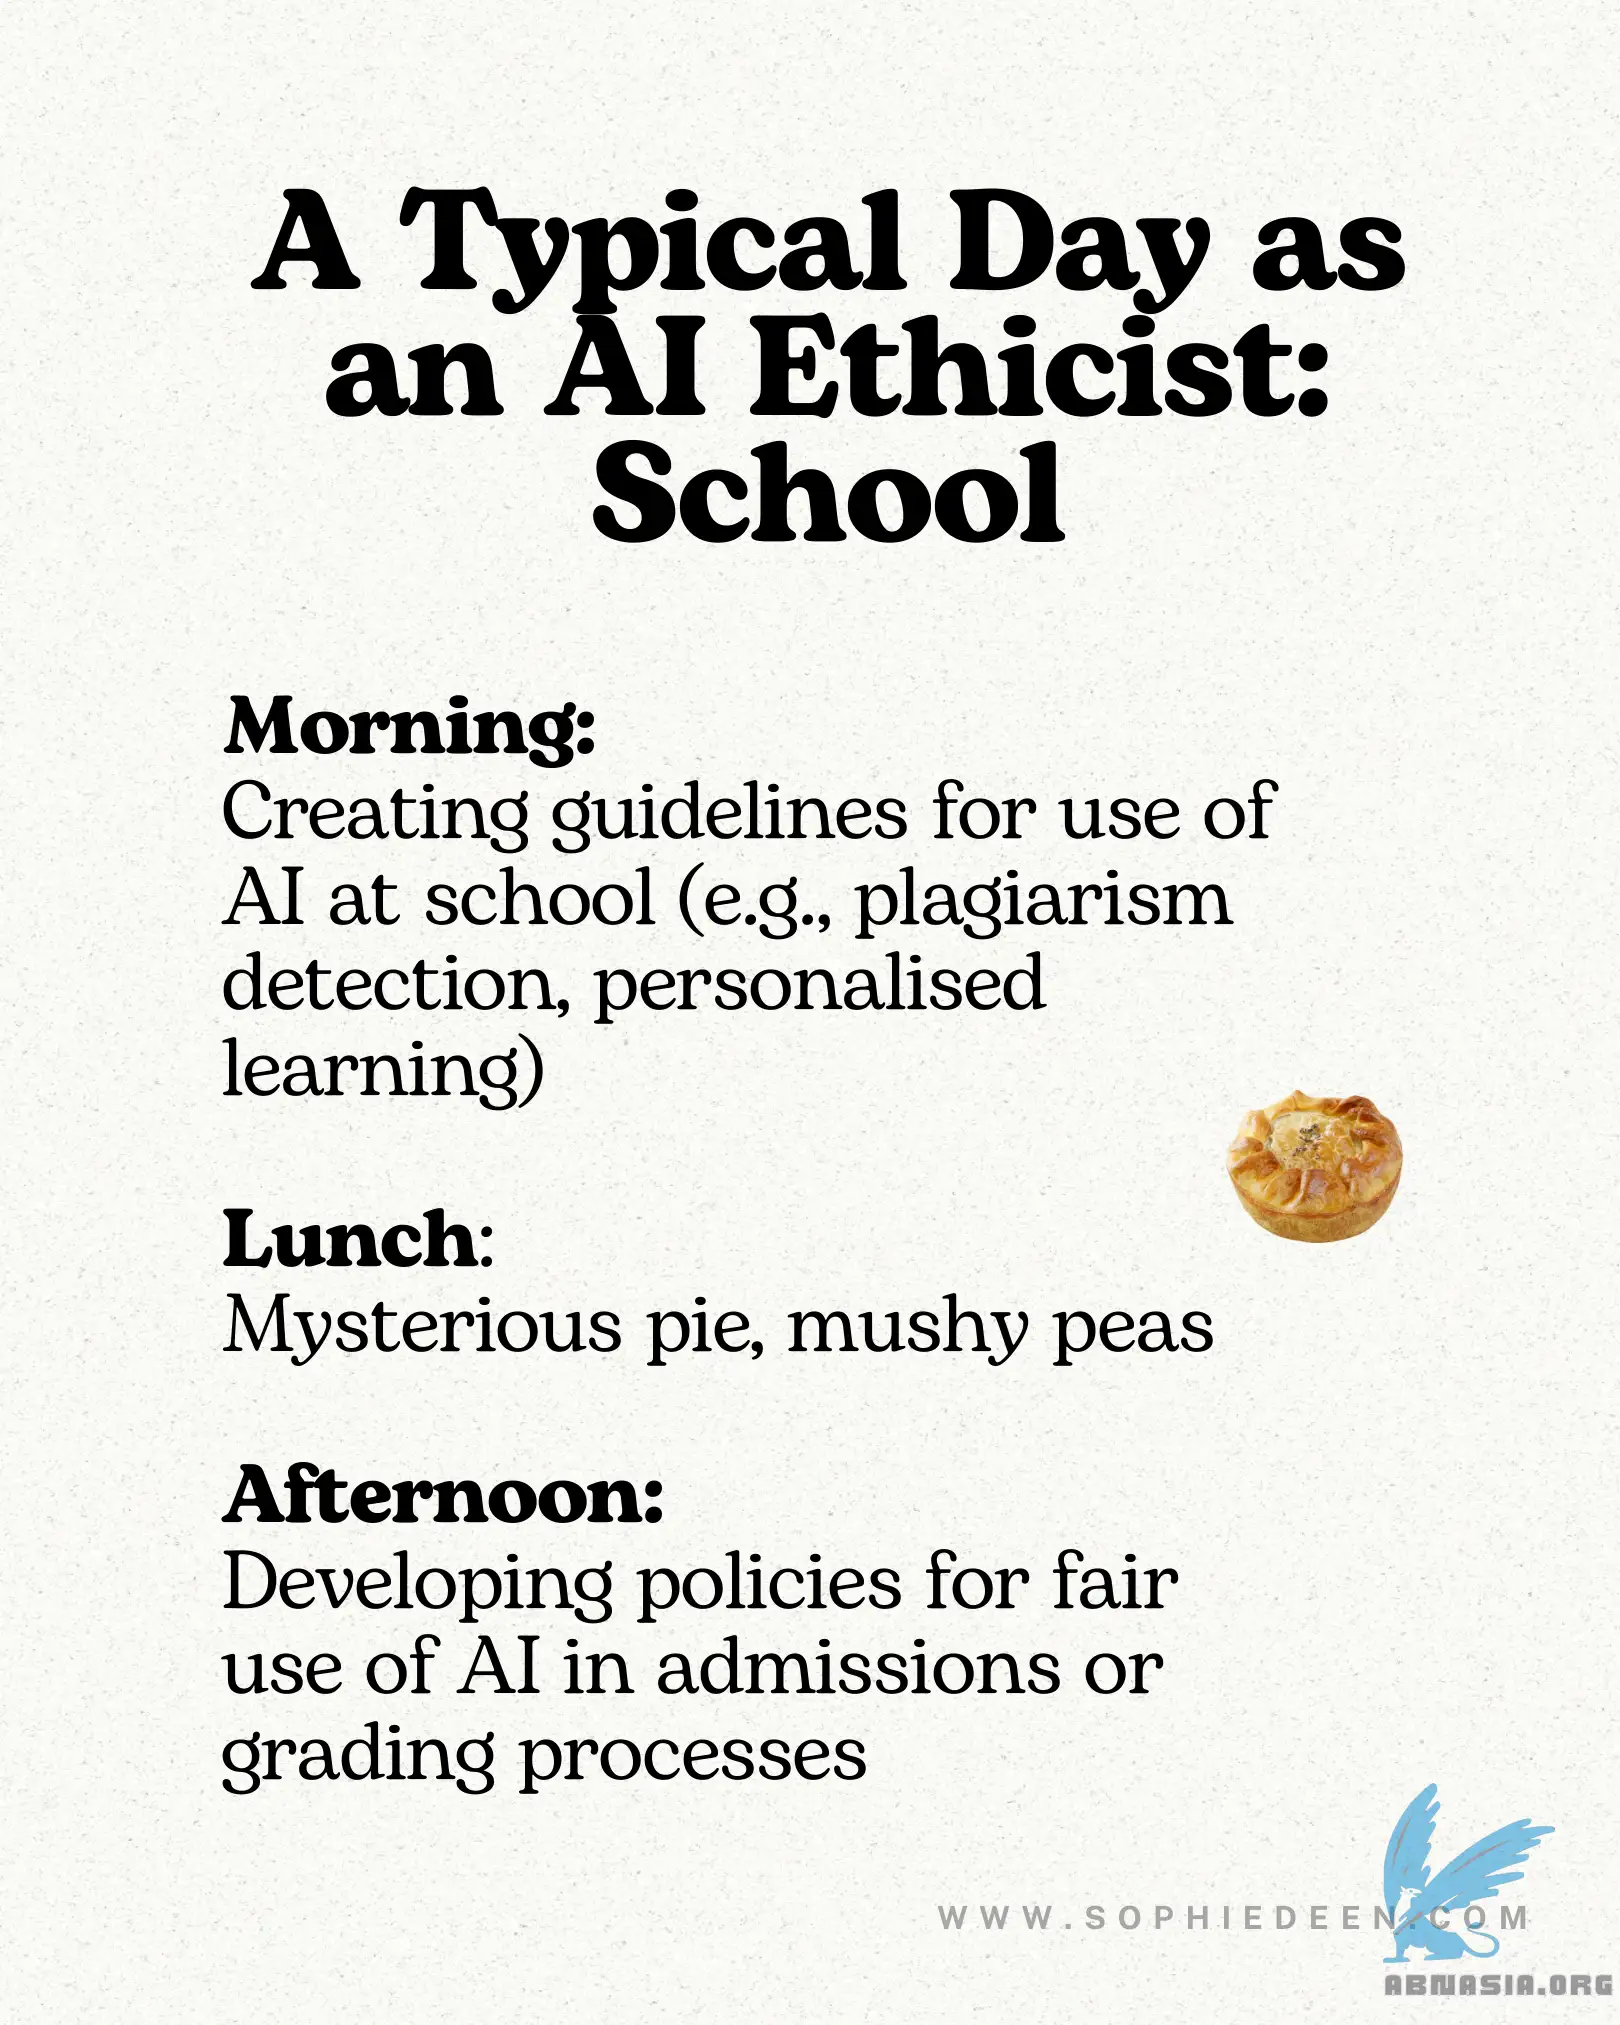 A Typical Day as
an AI Ethicist:
School
Morning:
Creating guidelines for use of
AI at school (e.g., plagiarism
detection, personalised
learning)
Lunch:
Mysterious pie, mushy peas
Afternoon:
Developing policies for fair
use of AI in admissions or
grading processes
WWW.SOPHIEDEEN.COM
ABNASIA.ORG